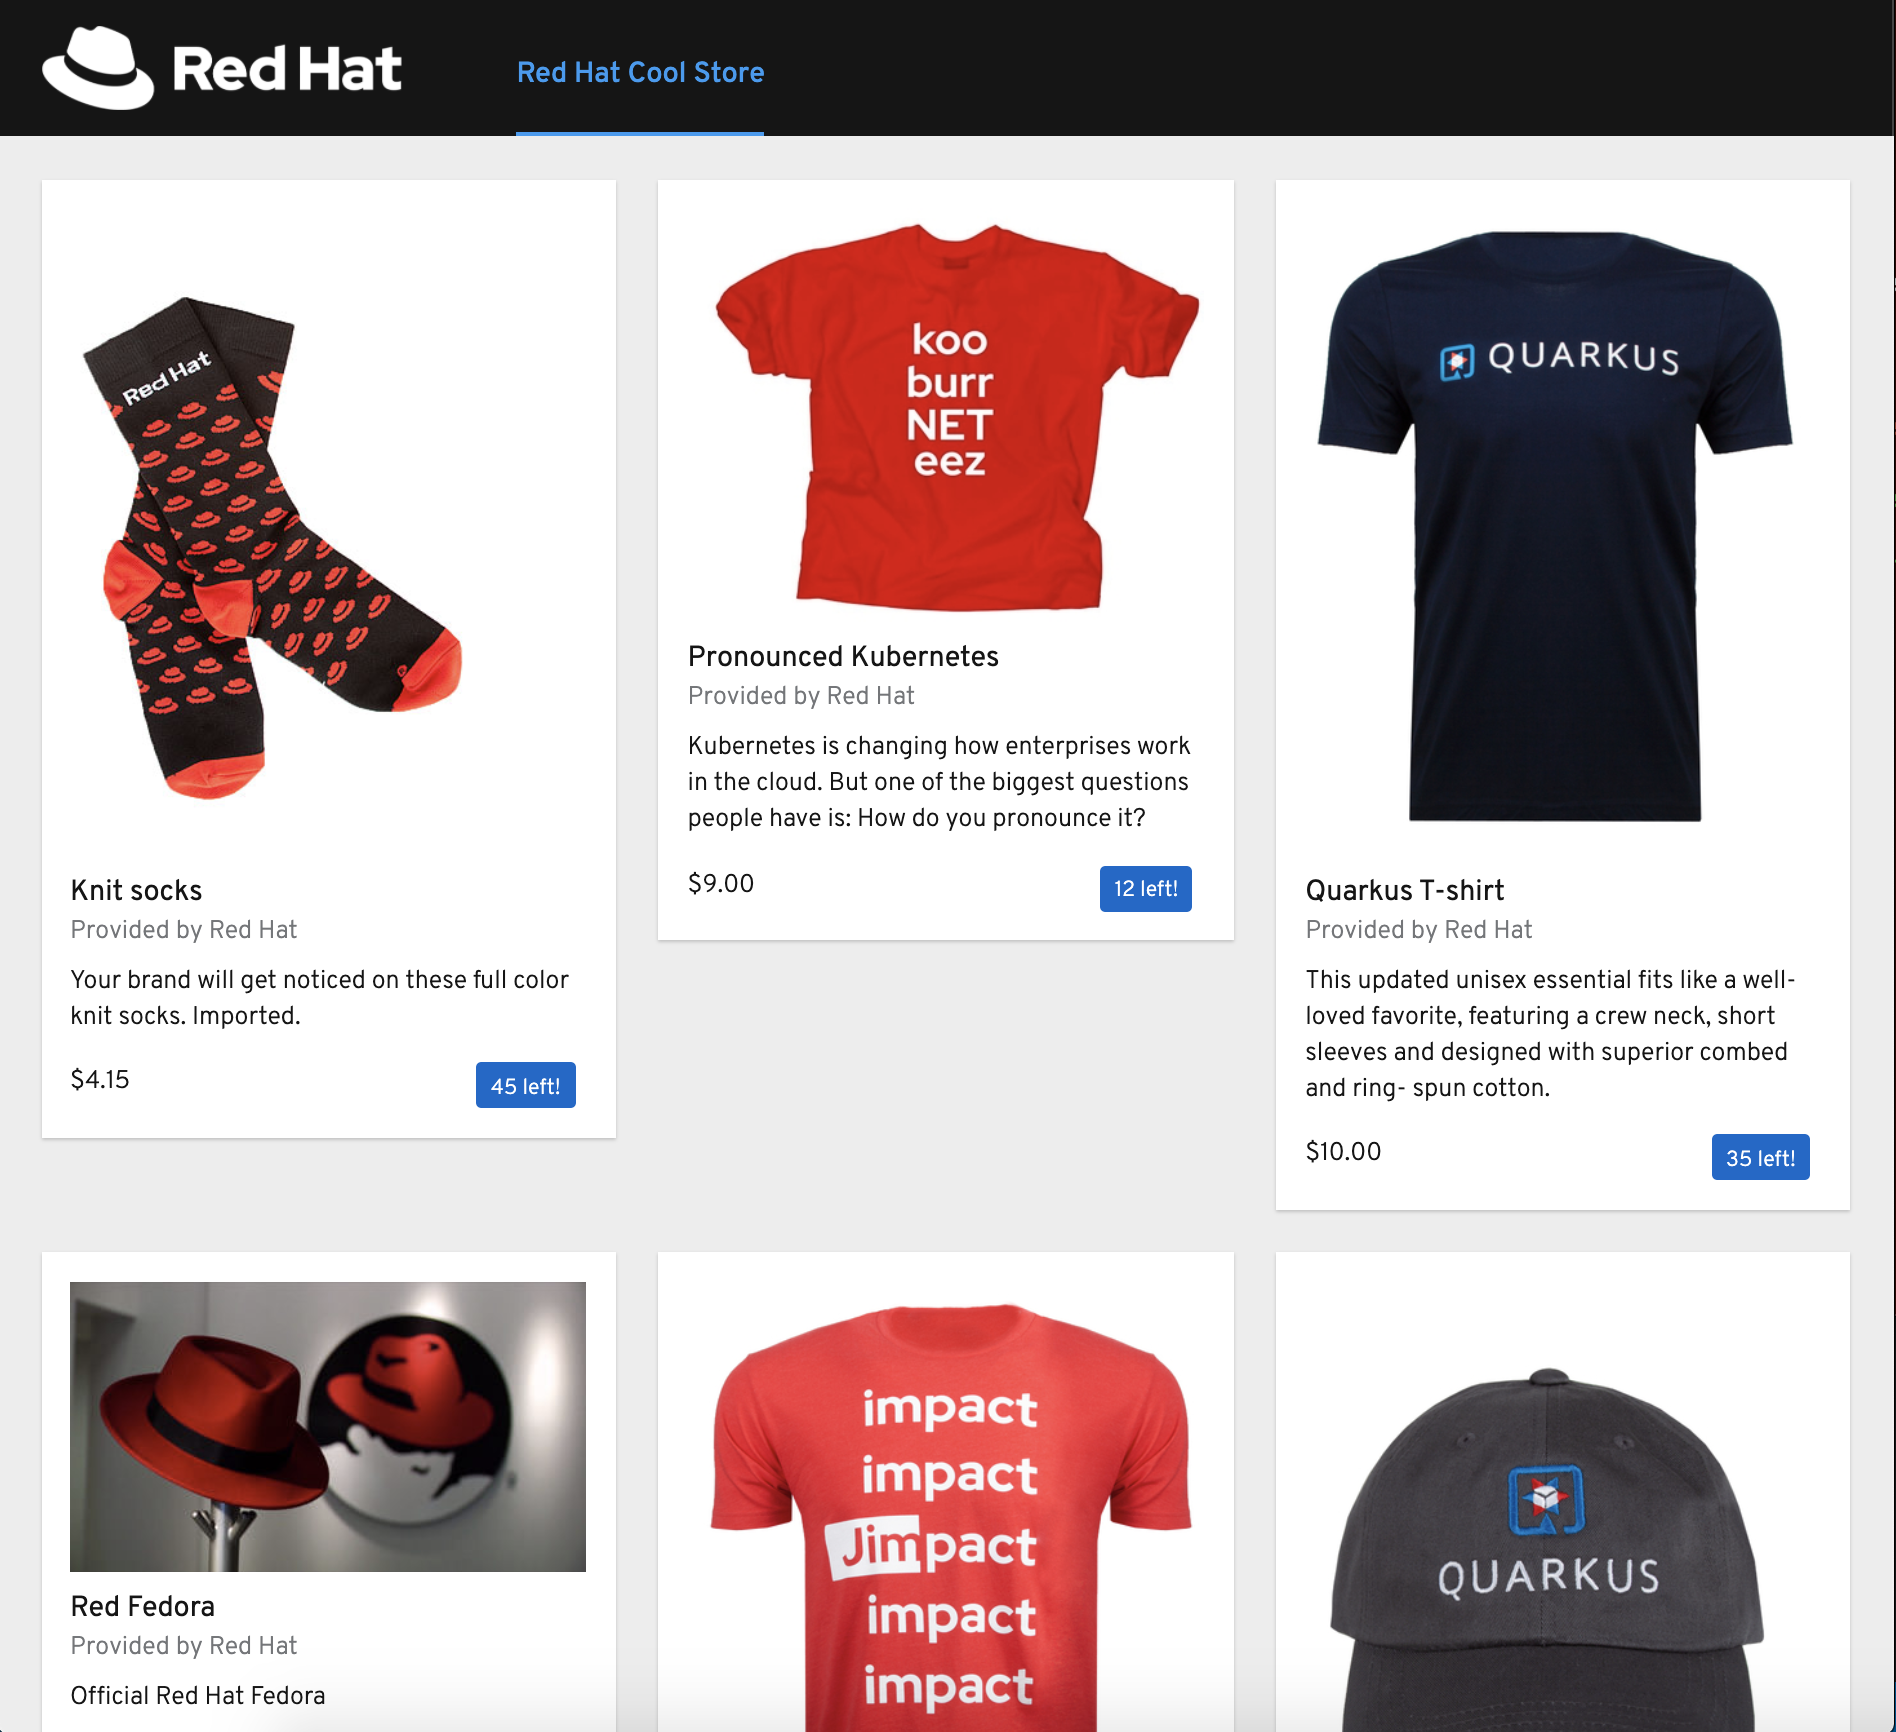 Red Hat
Red Hat Cool Store
Red Hat
Knit socks
Provided by Red Hat
Your brand will get noticed on these full color
knit socks. Imported.
$4.15
45 left!
koo
burr
NET
eez
Pronounced Kubernetes
Provided by Red Hat
Kubernetes is changing how enterprises work
in the cloud. But one of the biggest questions
people have is: How do you pronounce it?
$9.00
12 left!
QUARKUS
Quarkus T-shirt
Provided by Red Hat
This updated unisex essential fits like a well-
loved favorite, featuring a crew neck, short
sleeves and designed with superior combed
and ring- spun cotton.
$10.00
35 left!
Red Fedora
Provided by Red Hat
Official Red Hat Fedora
impact
impact
Jimpact
impact
impact
QUARKUS